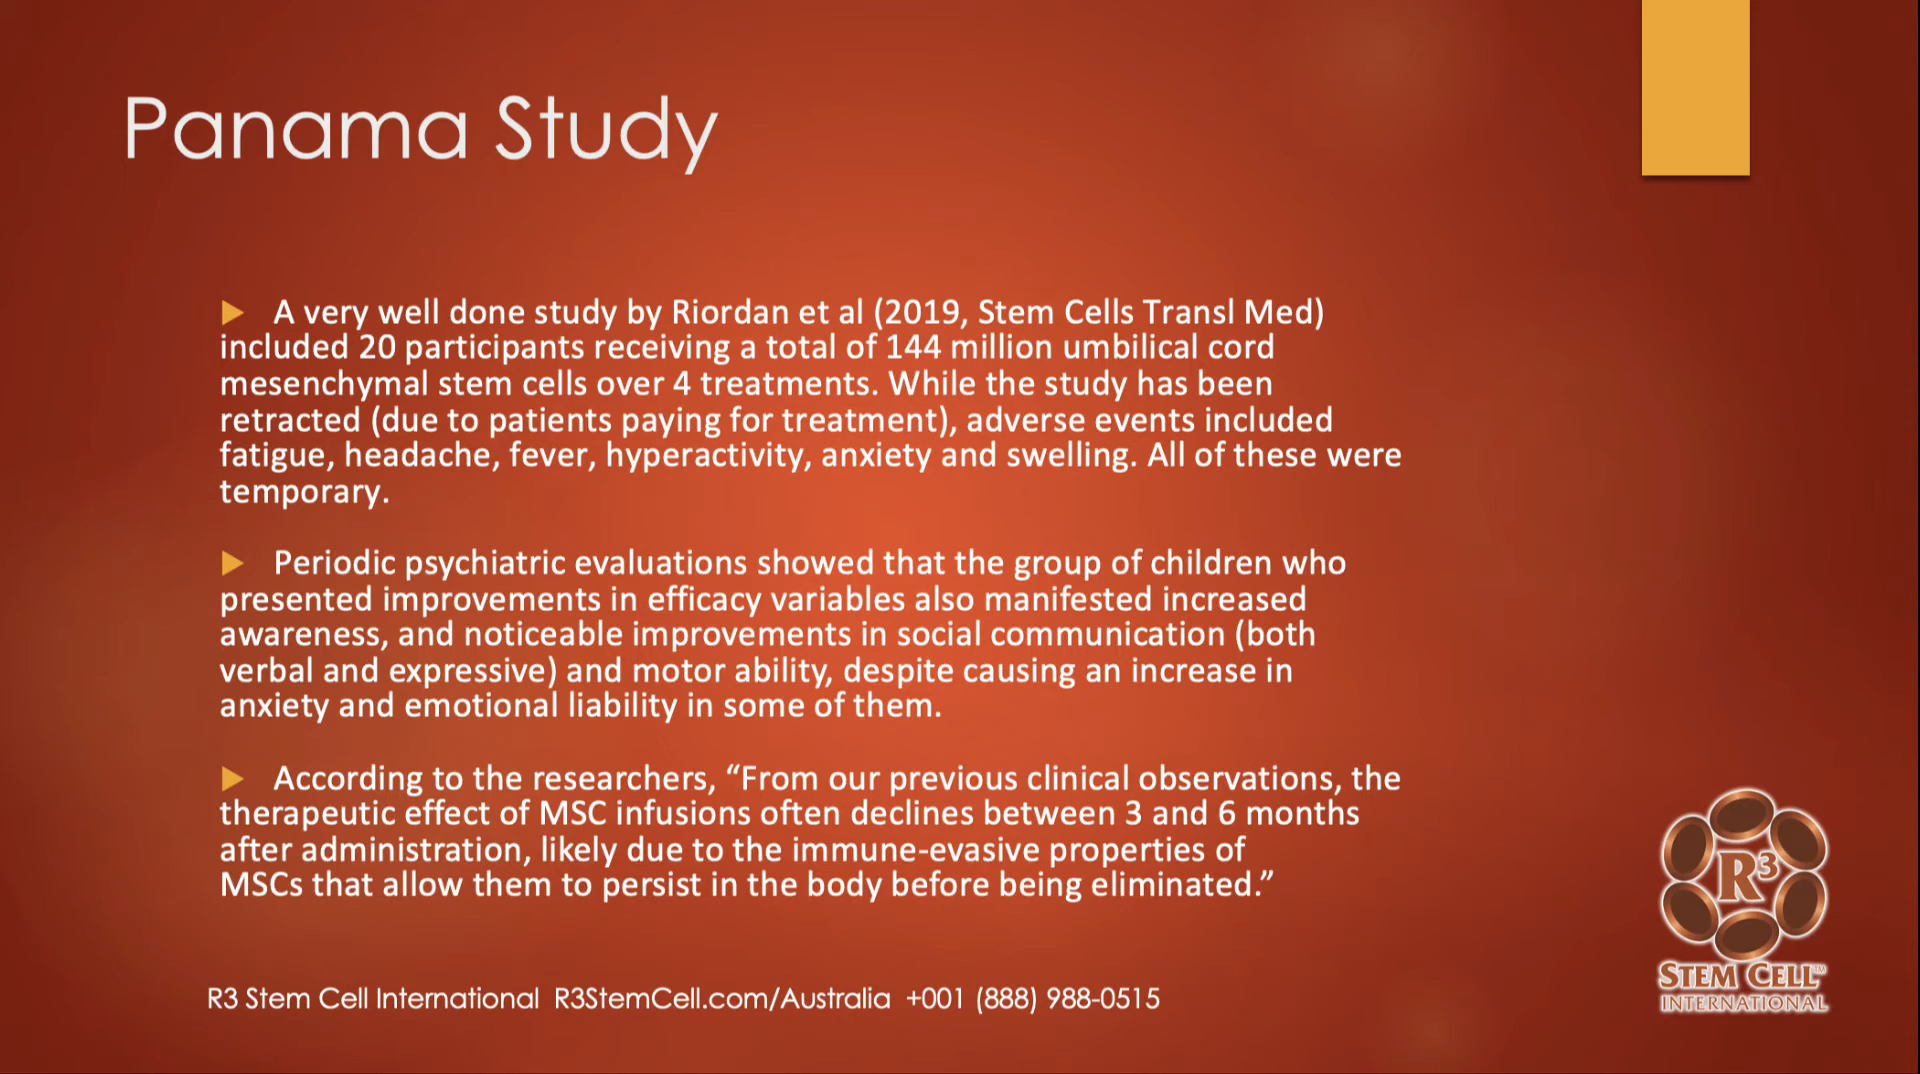 Panama Study
A very well done study by Riordan et al (2019, Stem Cells Transl Med)
included 20 participants receiving a total of 144 million umbilical cord
mesenchymal stem cells over 4 treatments. While the study has been
retracted (due to patients paying for treatment), adverse events included
fatigue, headache, fever, hyperactivity, anxiety and swelling. All of these were
temporary.
Periodic psychiatric evaluations showed that the group of children who
presented improvements in efficacy variables also manifested increased
awareness, and noticeable improvements in social communication (both
verbal and expressive) and motor ability, despite causing an increase in
anxiety and emotional liability in some of them.
According to the researchers, “From our previous clinical observations, the
therapeutic effect of MSC infusions often declines between 3 and 6 months
after administration, likely due to the immune-evasive properties of
MSCs that allow them to persist in the body before being eliminated.”
R3 Stem Cell International R3StemCell.com/Australia +001 (888) 988-0515
R3
STEM CELL™
INTERNATIONAL